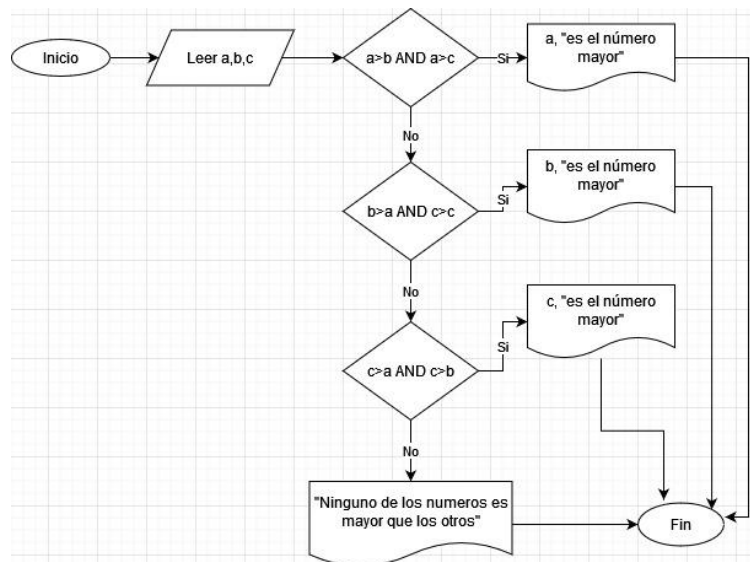 Inicio
Leer a,b,c
a>b AND a>c
Si
a, "es el número
mayor"
No
b>a AND c>c
Si
b, "es el número
mayor"
No
c>a AND c>b
Si
c, "es el número
mayor"
No
"Ninguno de los numeros es
mayor que los otros"
Fin